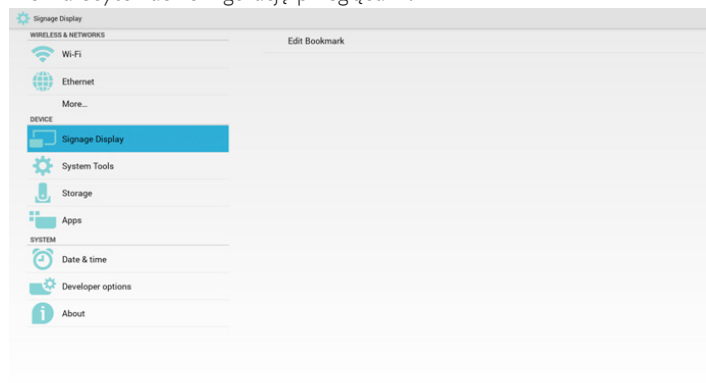 Signage Display
WIRELESS & NETWORKS
Wi-Fi
Edit Bookmark
Ethernet
More...
DEVICE
Signage Display
System Tools
Storage
Apps
SYSTEM
Date & time
Developer options
About